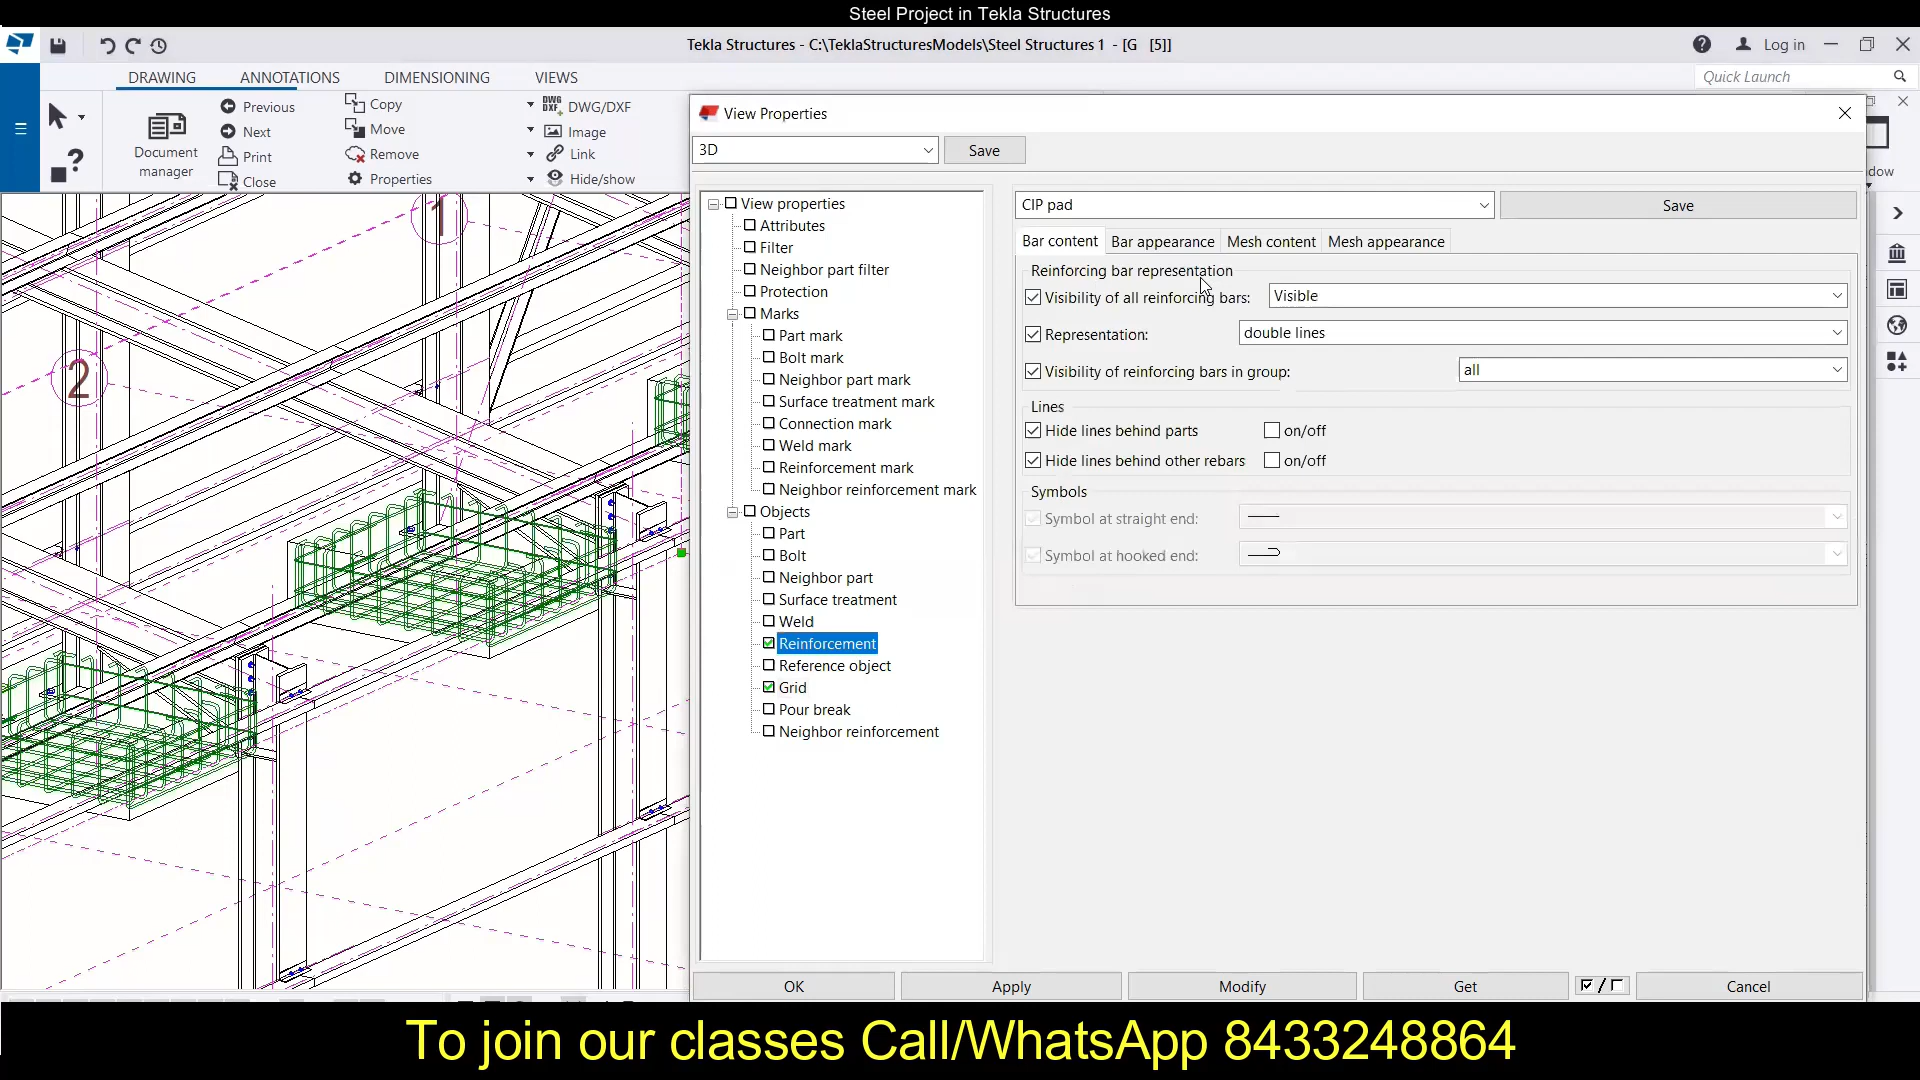 Steel Project in Tekla Structures
Tekla Structures - C:\TeklaStructuresModels\Steel Structures 1 - [G [5]]
Log in
DRAWING ANNOTATIONS DIMENSIONING VIEWS
Quick Launch
Document manager
Previous
Next
Print
Close
Copy
Move
Remove
Properties
DWG DXF DWG/DXF
Image
Link
Hide/show
dow
View Properties
3D
Save
View properties
Attributes
Filter
Neighbor part filter
Protection
Marks
Part mark
Bolt mark
Neighbor part mark
Surface treatment mark
Connection mark
Weld mark
Reinforcement mark
Neighbor reinforcement mark
Objects
Part
Bolt
Neighbor part
Surface treatment
Weld
Reinforcement
Reference object
Grid
Pour break
Neighbor reinforcement
CIP pad
Save
Bar content Bar appearance Mesh content Mesh appearance
Reinforcing bar representation
Visibility of all reinforcing bars: Visible
Representation: double lines
Visibility of reinforcing bars in group: all
Lines
Hide lines behind parts on/off
Hide lines behind other rebars on/off
Symbols
Symbol at straight end:
Symbol at hooked end:
OK Apply Modify Get / Cancel
1
2
To join our classes Call/WhatsApp 8433248864